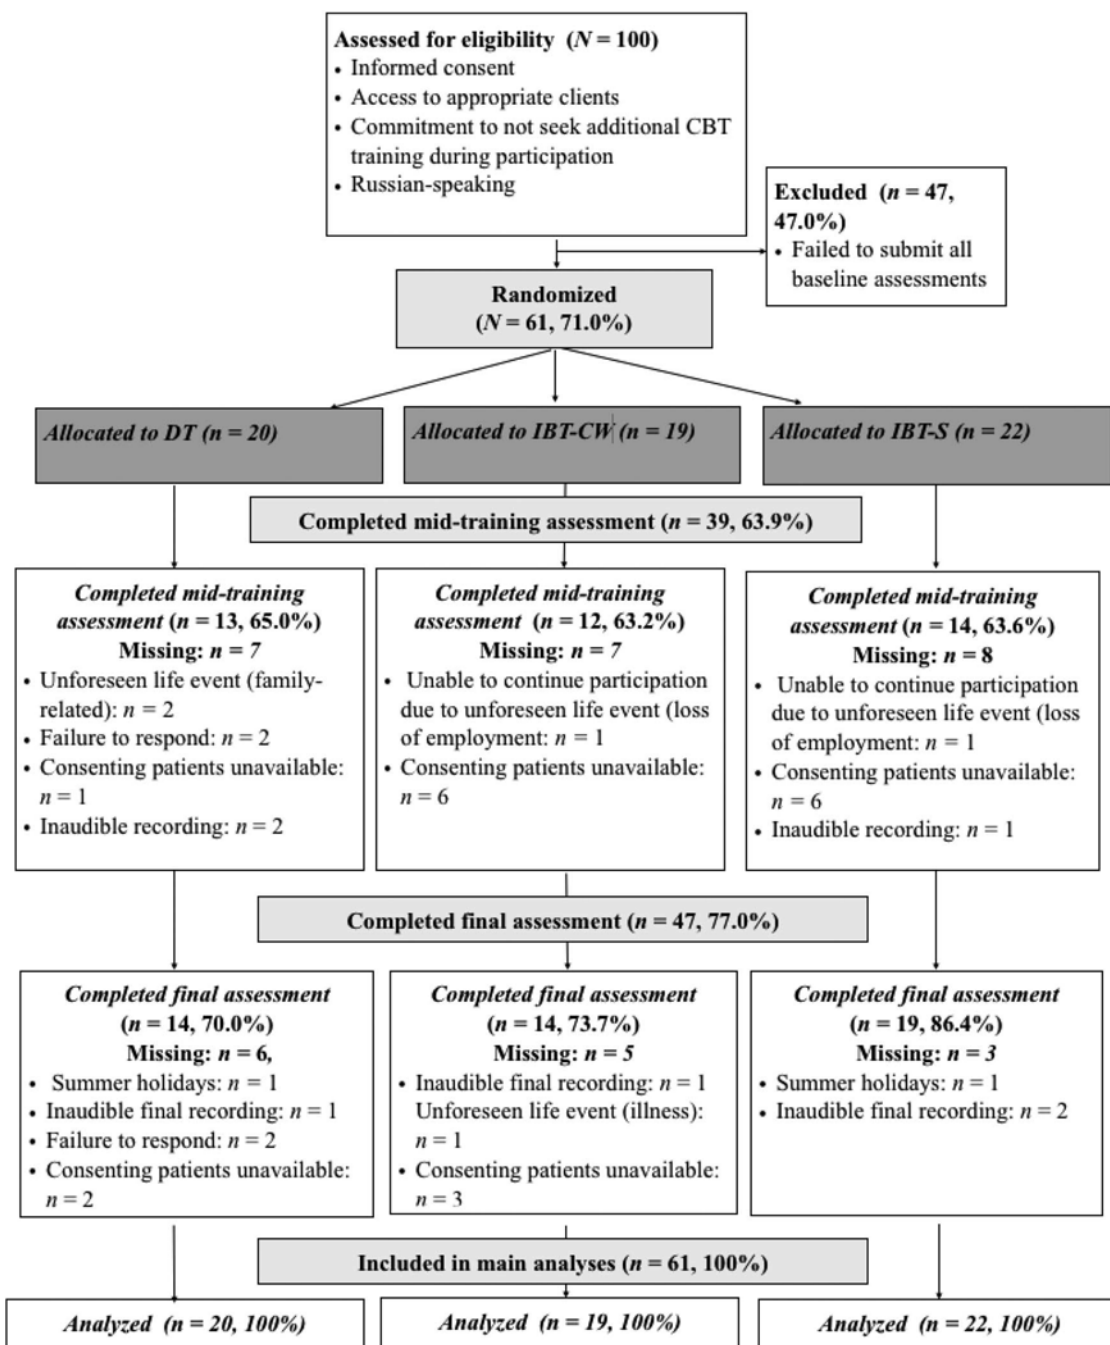 Assessed for eligibility (N = 100)
• Informed consent
• Access to appropriate clients
• Commitment to not seek additional CBT
training during participation
• Russian-speaking
Excluded (n = 47,
47.0%)
• Failed to submit all
baseline assessments
Randomized
(N = 61, 71.0%)
Allocated to DT (n = 20)
Allocated to IBT-CW (n = 19)
Allocated to IBT-S (n = 22)
Completed mid-training assessment (n = 39, 63.9%)
Completed mid-training
assessment (n = 13, 65.0%)
Missing: n = 7
• Unforeseen life event (family-
related): n = 2
• Failure to respond: n = 2
• Consenting patients unavailable:
n = 1
• Inaudible recording: n = 2
Completed mid-training
assessment (n = 12, 63.2%)
Missing: n = 7
• Unable to continue participation
due to unforeseen life event (loss
of employment: n = 1
• Consenting patients unavailable:
n = 6
Completed mid-training
assessment (n = 14, 63.6%)
Missing: n = 8
• Unable to continue participation
due to unforeseen life event (loss
of employment: n = 1
• Consenting patients unavailable:
n = 6
• Inaudible recording: n = 1
Completed final assessment (n = 47, 77.0%)
Completed final assessment
(n = 14, 70.0%)
Missing: n = 6,
• Summer holidays: n = 1
• Inaudible final recording: n = 1
• Failure to respond: n = 2
• Consenting patients unavailable:
n = 2
Completed final assessment
(n = 14, 73.7%)
Missing: n = 5
• Inaudible final recording: n = 1
Unforeseen life event (illness):
n = 1
• Consenting patients unavailable:
n = 3
Completed final assessment
(n = 19, 86.4%)
Missing: n = 3
• Summer holidays: n = 1
• Inaudible final recording: n = 2
Included in main analyses (n = 61, 100%)
Analyzed (n = 20, 100%)
Analyzed (n = 19, 100%)
Analyzed (n = 22, 100%)